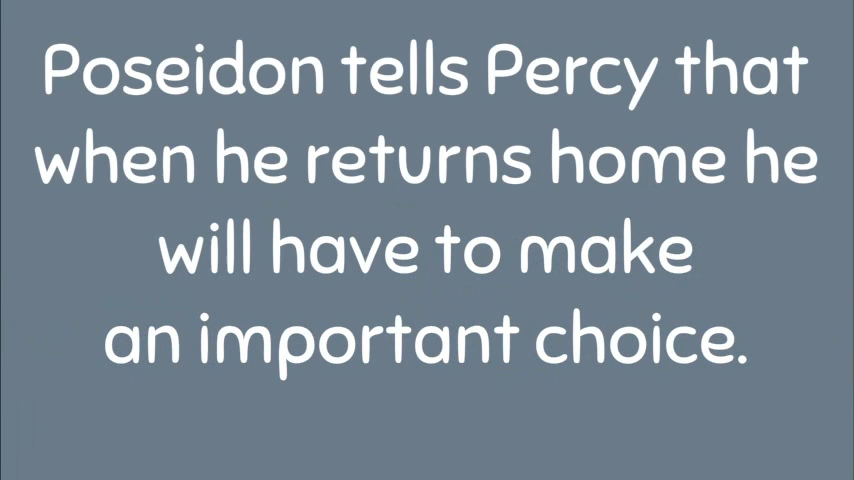 Poseidon tells Percy that
when he returns home he
will have to make
an important choice.